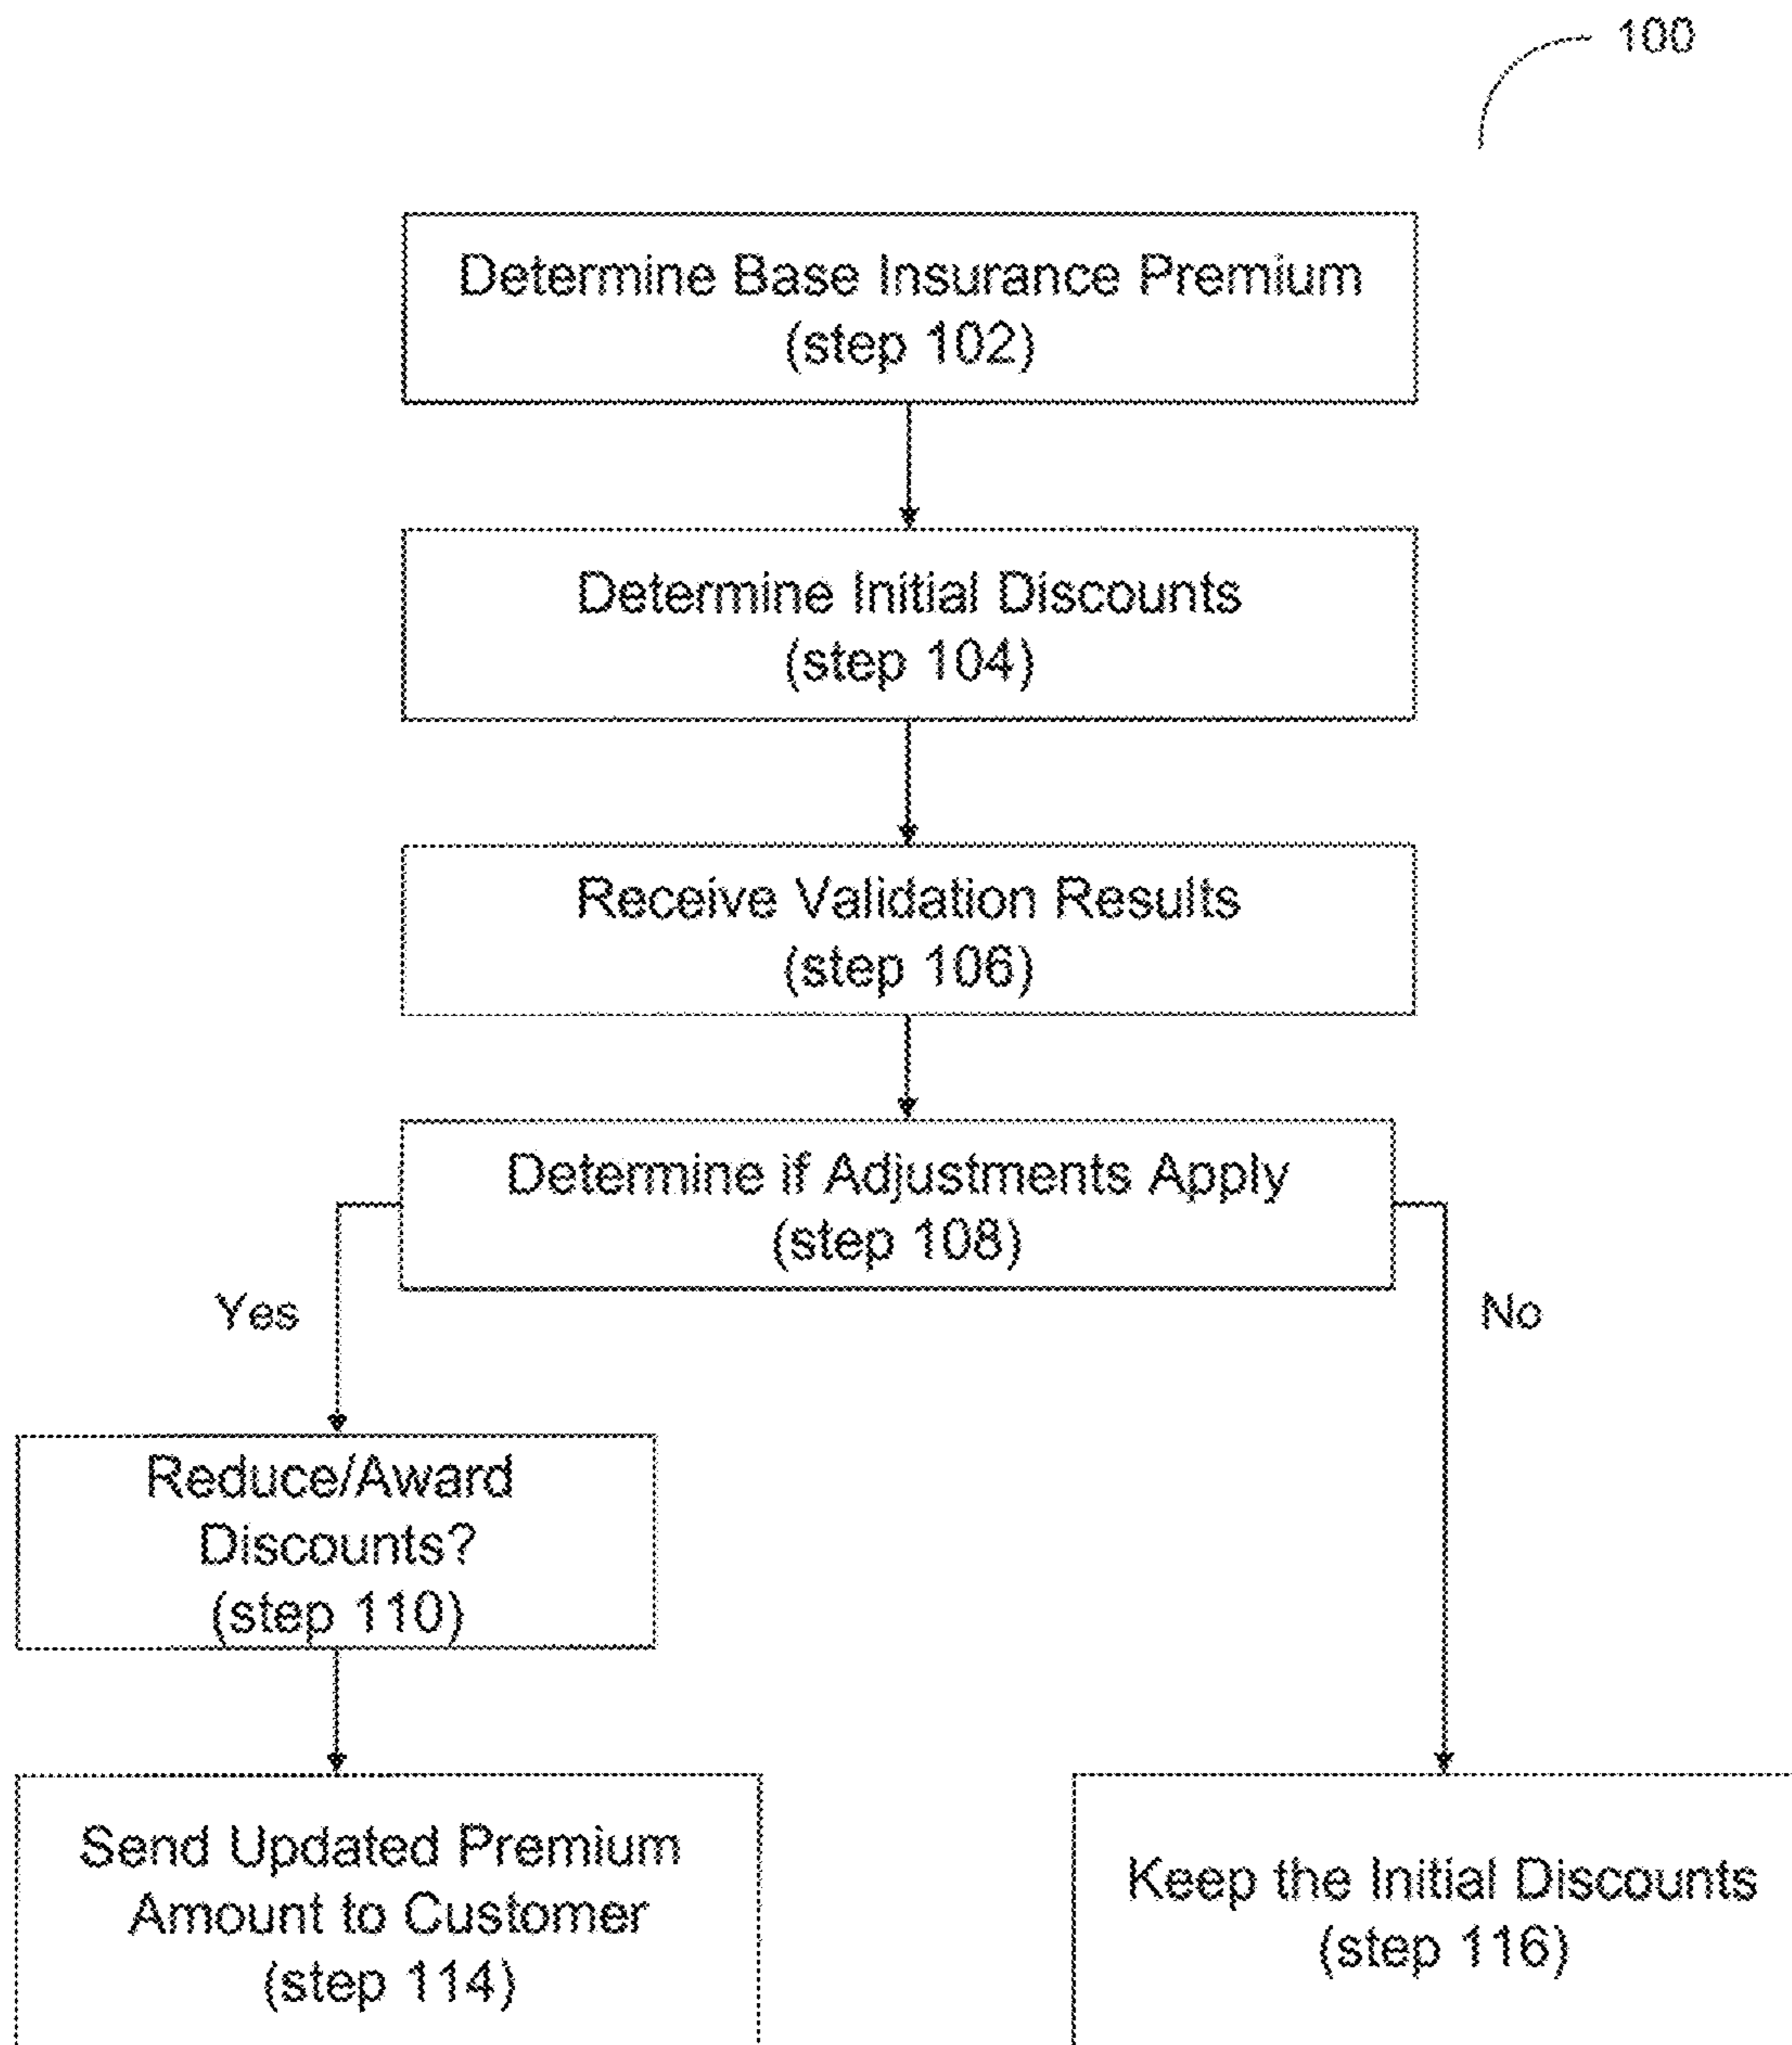 100
Determine Base Insurance Premium
(step 102)
Determine Initial Discounts
(step 104)
Receive Validation Results
(step 106)
Determine if Adjustments Apply
(step 108)
Yes
No
Reduce/Award
Discounts?
(step 110)
Send Updated Premium
Amount to Customer
(step 114)
Keep the Initial Discounts
(step 116)